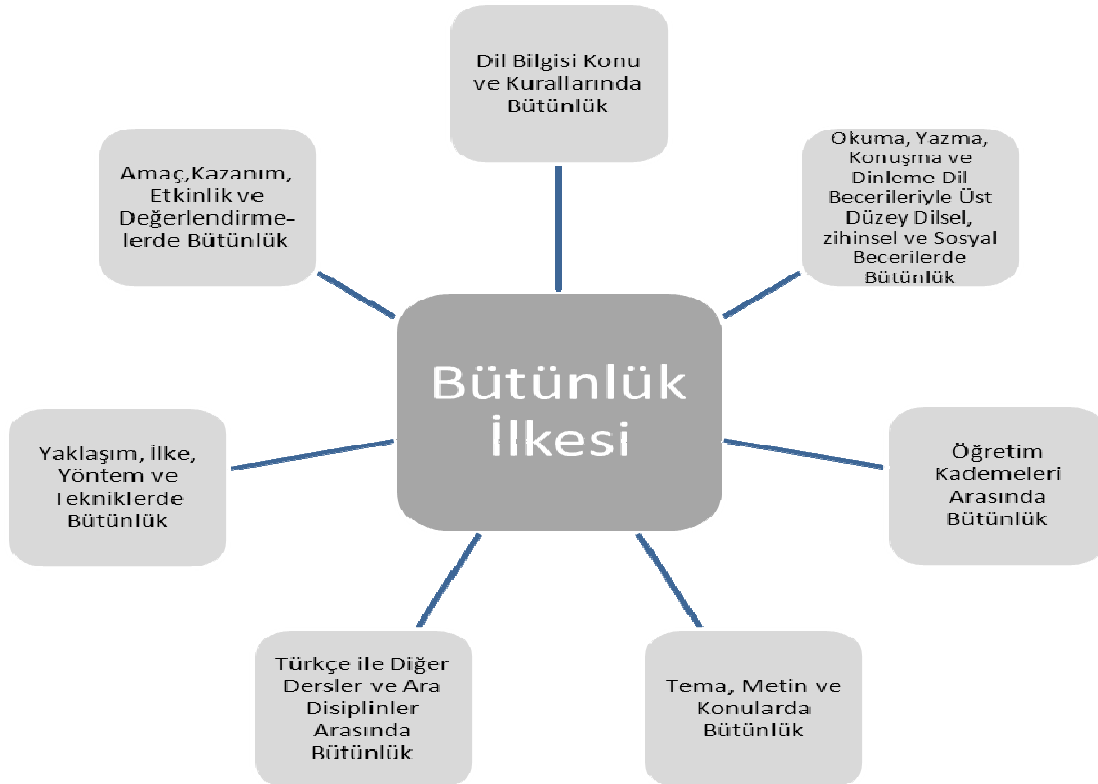 Dil Bilgisi Konu
ve Kurallarında
Bütünlük
Okuma, Yazma,
Konuşma ve
Dinleme Dil
Becerileriyle Üst
Düzey Dilsel,
zihinsel ve Sosyal
Becerilerde
Bütünlük
Öğretim
Kademeleri
Arasında
Bütünlük
Tema, Metin ve
Konularda
Bütünlük
Türkçe ile Diğer
Dersler ve Ara
Disiplinler
Arasında
Bütünlük
Yaklaşım, İlke,
Yöntem ve
Tekniklerde
Bütünlük
Amaç,Kazanım,
Etkinlik ve
Değerlendirme-
lerde Bütünlük
Bütünlük
İlkesi